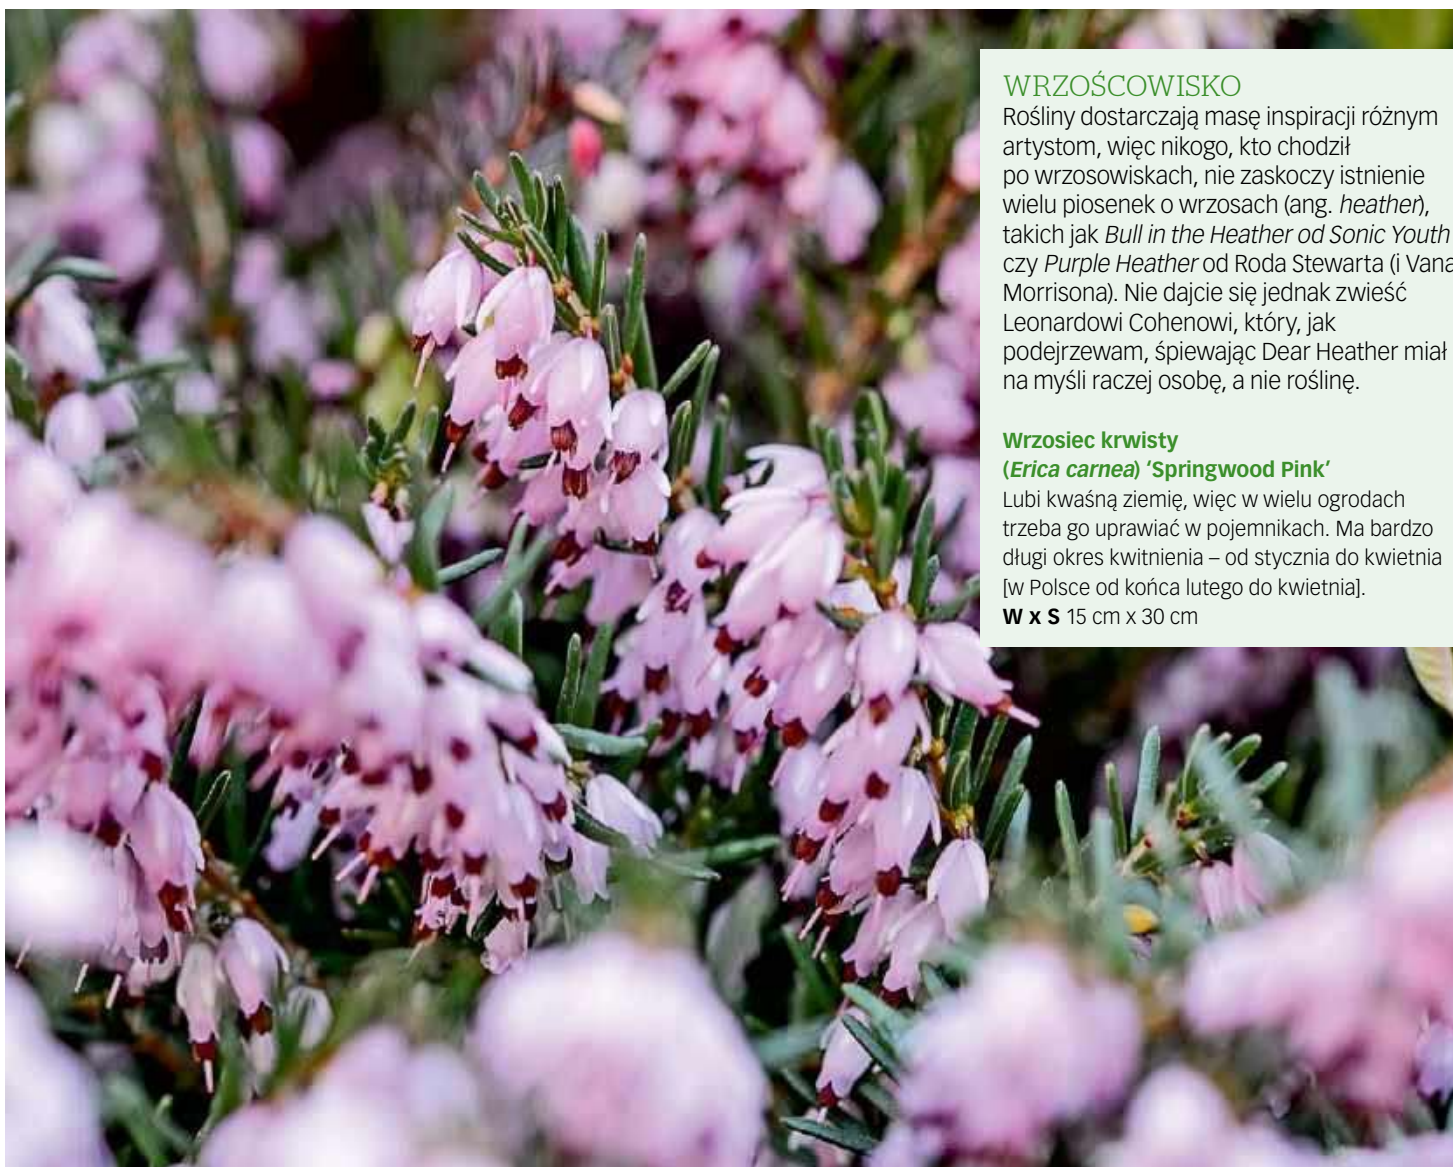 WRZOŚCOWISKO
Rośliny dostarczają masę inspiracji różnym
artystom, więc nikogo, kto chodził
po wrzosowiskach, nie zaskoczy istnienie
wielu piosenek o wrzosach (ang. heather),
takich jak Bull in the Heather od Sonic Youth
czy Purple Heather od Roda Stewarta (i Vana
Morrisona). Nie dajcie się jednak zwieść
Leonardowi Cohenowi, który, jak
podejrzewam, śpiewając Dear Heather miał
na myśli raczej osobę, a nie roślinę.
Wrzosiec krwisty
(Erica carnea) ‘Springwood Pink’
Lubi kwaśną ziemię, więc w wielu ogrodach
trzeba go uprawiać w pojemnikach. Ma bardzo
długi okres kwitnienia – od stycznia do kwietnia
[w Polsce od końca lutego do kwietnia].
W x S 15 cm x 30 cm